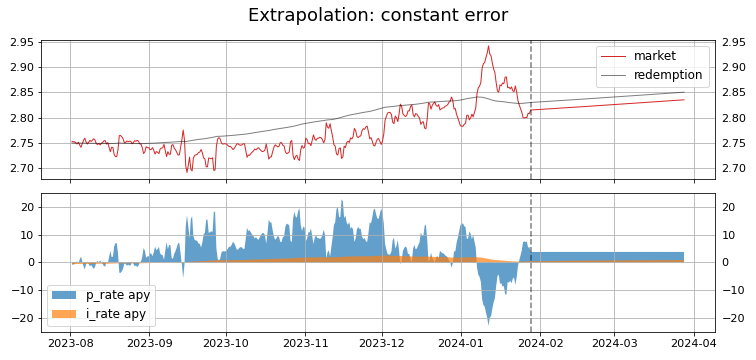 Extrapolation: constant error
2.95 2.95
2.90 2.90
2.85 2.85
2.80 2.80
2.75 2.75
2.70 2.70
market
redemption
20 20
10 10
0 0
−10 −10
−20 −20
p_rate apy
i_rate apy
2023-08 2023-09 2023-10 2023-11 2023-12 2024-01 2024-02 2024-03 2024-04